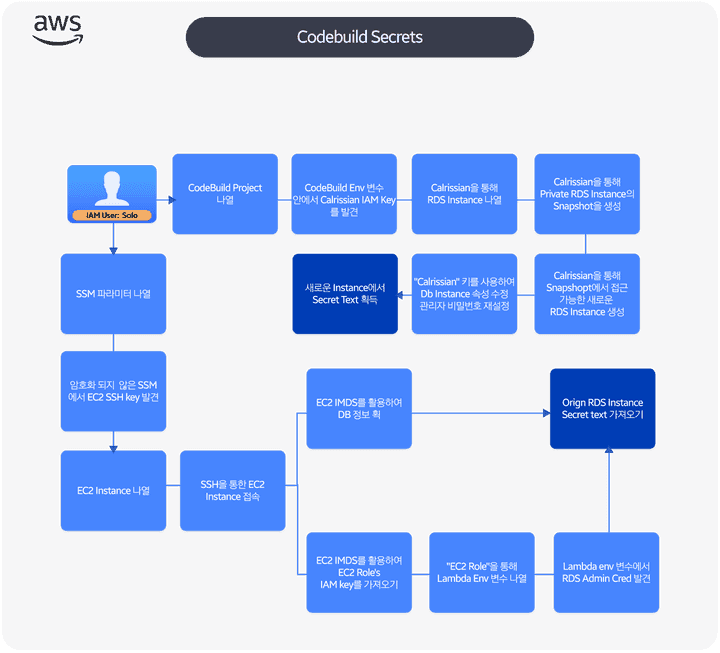 aws
Codebuild Secrets
IAM User: Solo
CodeBuild Project
나열
CodeBuild Env 변수
안에서 Calrissian IAM Key
를 발견
Calrissian을 통해
RDS Instance 나열
Calrissian을 통해
Private RDS Instance의
Snapshot을 생성
SSM 파라미터 나열
새로운 Instance에서
Secret Text 획득
"Calrissian" 키를 사용하여
Db Instance 속성 수정
관리자 비밀번호 재설정
Calrissian을 통해
Snapshopt에서 접근
가능한 새로운
RDS Instance 생성
암호화 되지 않은 SSM
에서 EC2 SSH key 발견
EC2 IMDS를 활용하여
DB 정보 획
Orign RDS Instance
Secret text 가져오기
EC2 Instance 나열
SSH을 통한 EC2
Instance 접속
EC2 IMDS를 활용하여
EC2 Role's
IAM key를 가져오기
"EC2 Role"을 통해
Lambda Env 변수 나열
Lambda env 변수에서
RDS Admin Cred 발견